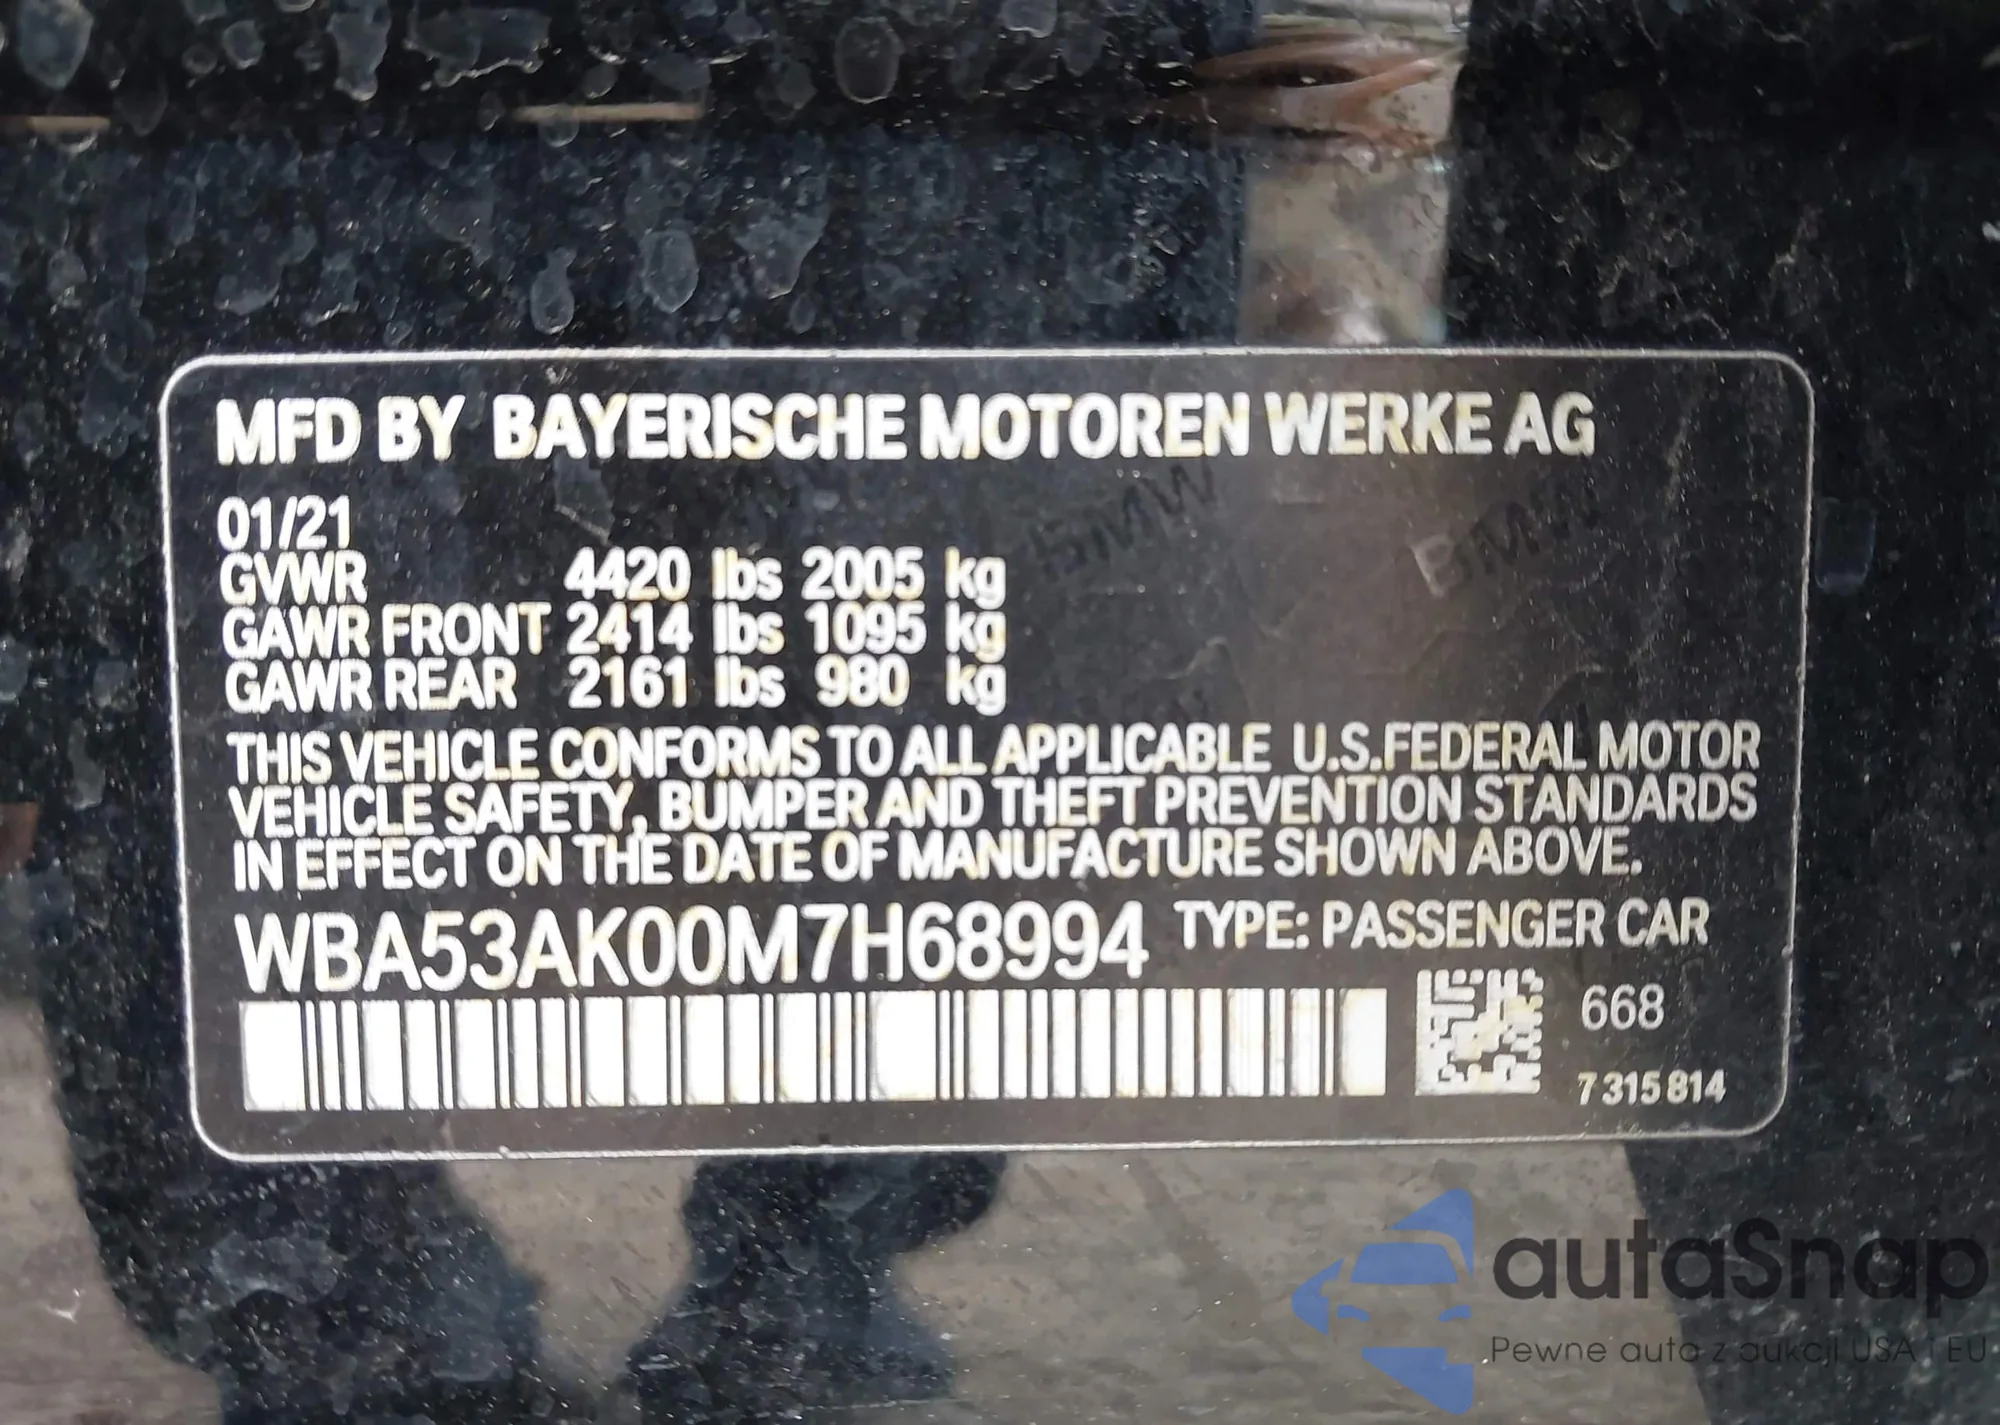 MFD BY BAYERISCHE MOTOREN WERKE AG
01/21
GVWR 4420 lbs 2005 kg
GAWR FRONT 2414 lbs 1095 kg
GAWR REAR 2161 lbs 980 kg
THIS VEHICLE CONFORMS TO ALL APPLICABLE U.S.FEDERAL MOTOR
VEHICLE SAFETY, BUMPER AND THEFT PREVENTION STANDARDS
IN EFFECT ON THE DATE OF MANUFACTURE SHOWN ABOVE.
WBA53AK00M7H68994 TYPE: PASSENGER CAR
668
7 315 814
BMW BMW
autaSnap
Pewne auta z aukcji USA i EU